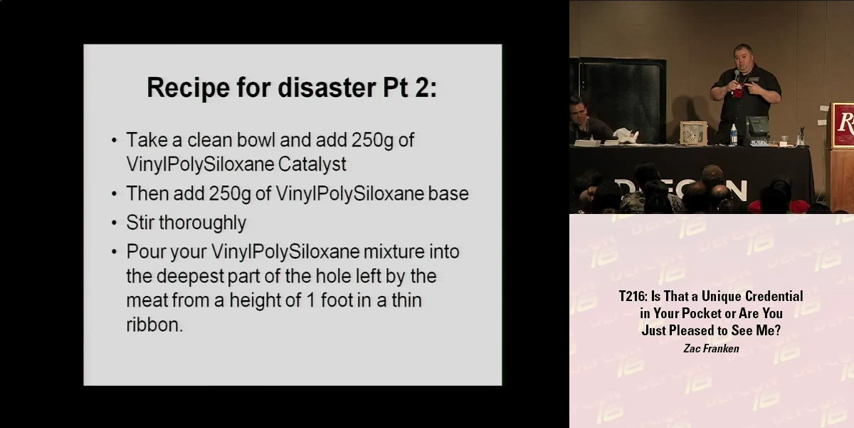 Recipe for disaster Pt 2:
• Take a clean bowl and add 250g of
VinylPolySiloxane Catalyst
• Then add 250g of VinylPolySiloxane base
• Stir thoroughly
• Pour your VinylPolySiloxane mixture into
the deepest part of the hole left by the
meat from a height of 1 foot in a thin
ribbon.
T216: Is That a Unique Credential
in Your Pocket or Are You
Just Pleased to See Me?
Zac Franken